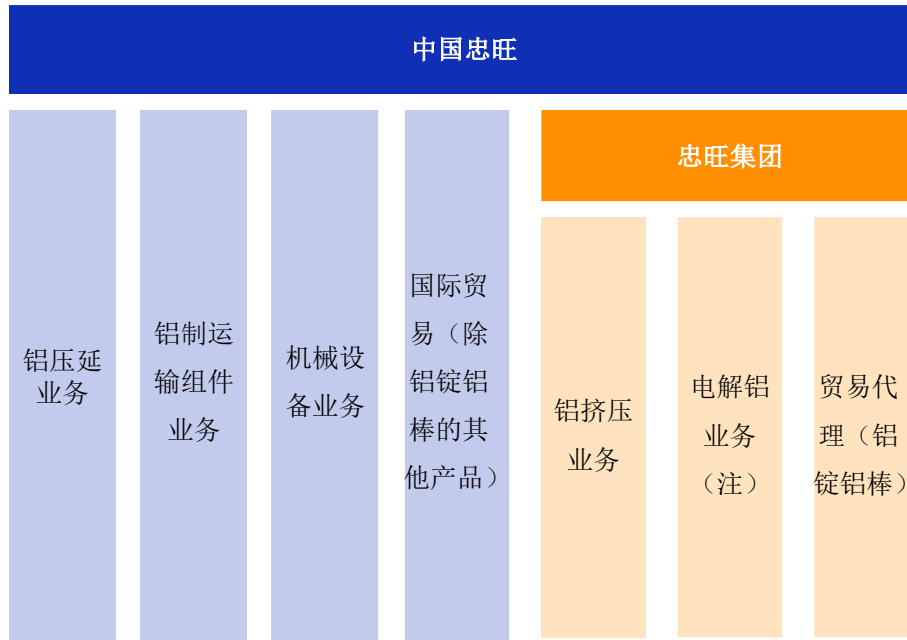 中国忠旺
忠旺集团
铝压延
业务
铝制运
输组件
业务
机械设
备业务
国际贸
易（除
铝锭铝
棒的其
他产品）
铝挤压
业务
电解铝
业务
（注）
贸易代
理（铝
锭铝棒）